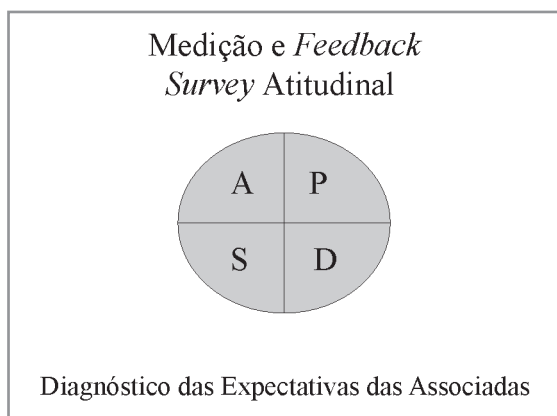 Medição e Feedback
Survey Atitudinal
A P
S D
Diagnóstico das Expectativas das Associadas